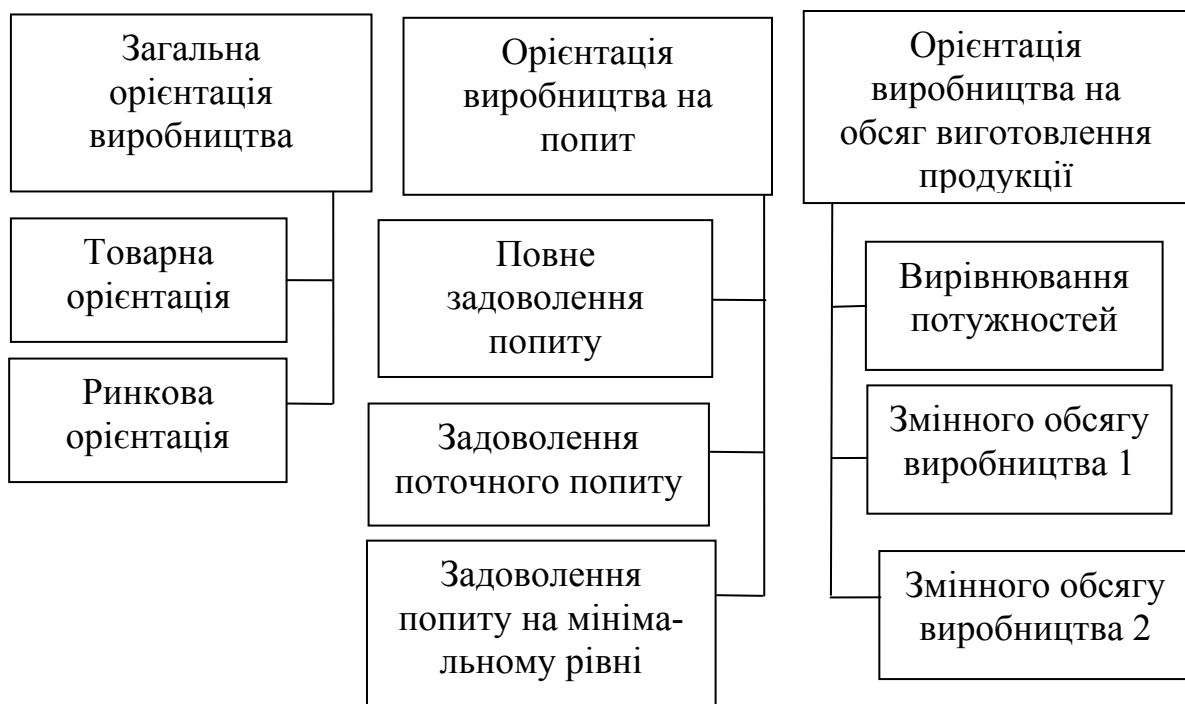 Загальна
орієнтація
виробництва
Товарна
орієнтація
Ринкова
орієнтація
Орієнтація
виробництва на
попит
Повне
задоволення
попиту
Задоволення
поточного попиту
Задоволення
попиту на мініма-
льному рівні
Орієнтація
виробництва на
обсяг виготовлення
продукції
Вирівнювання
потужностей
Змінного обсягу
виробництва 1
Змінного обсягу
виробництва 2